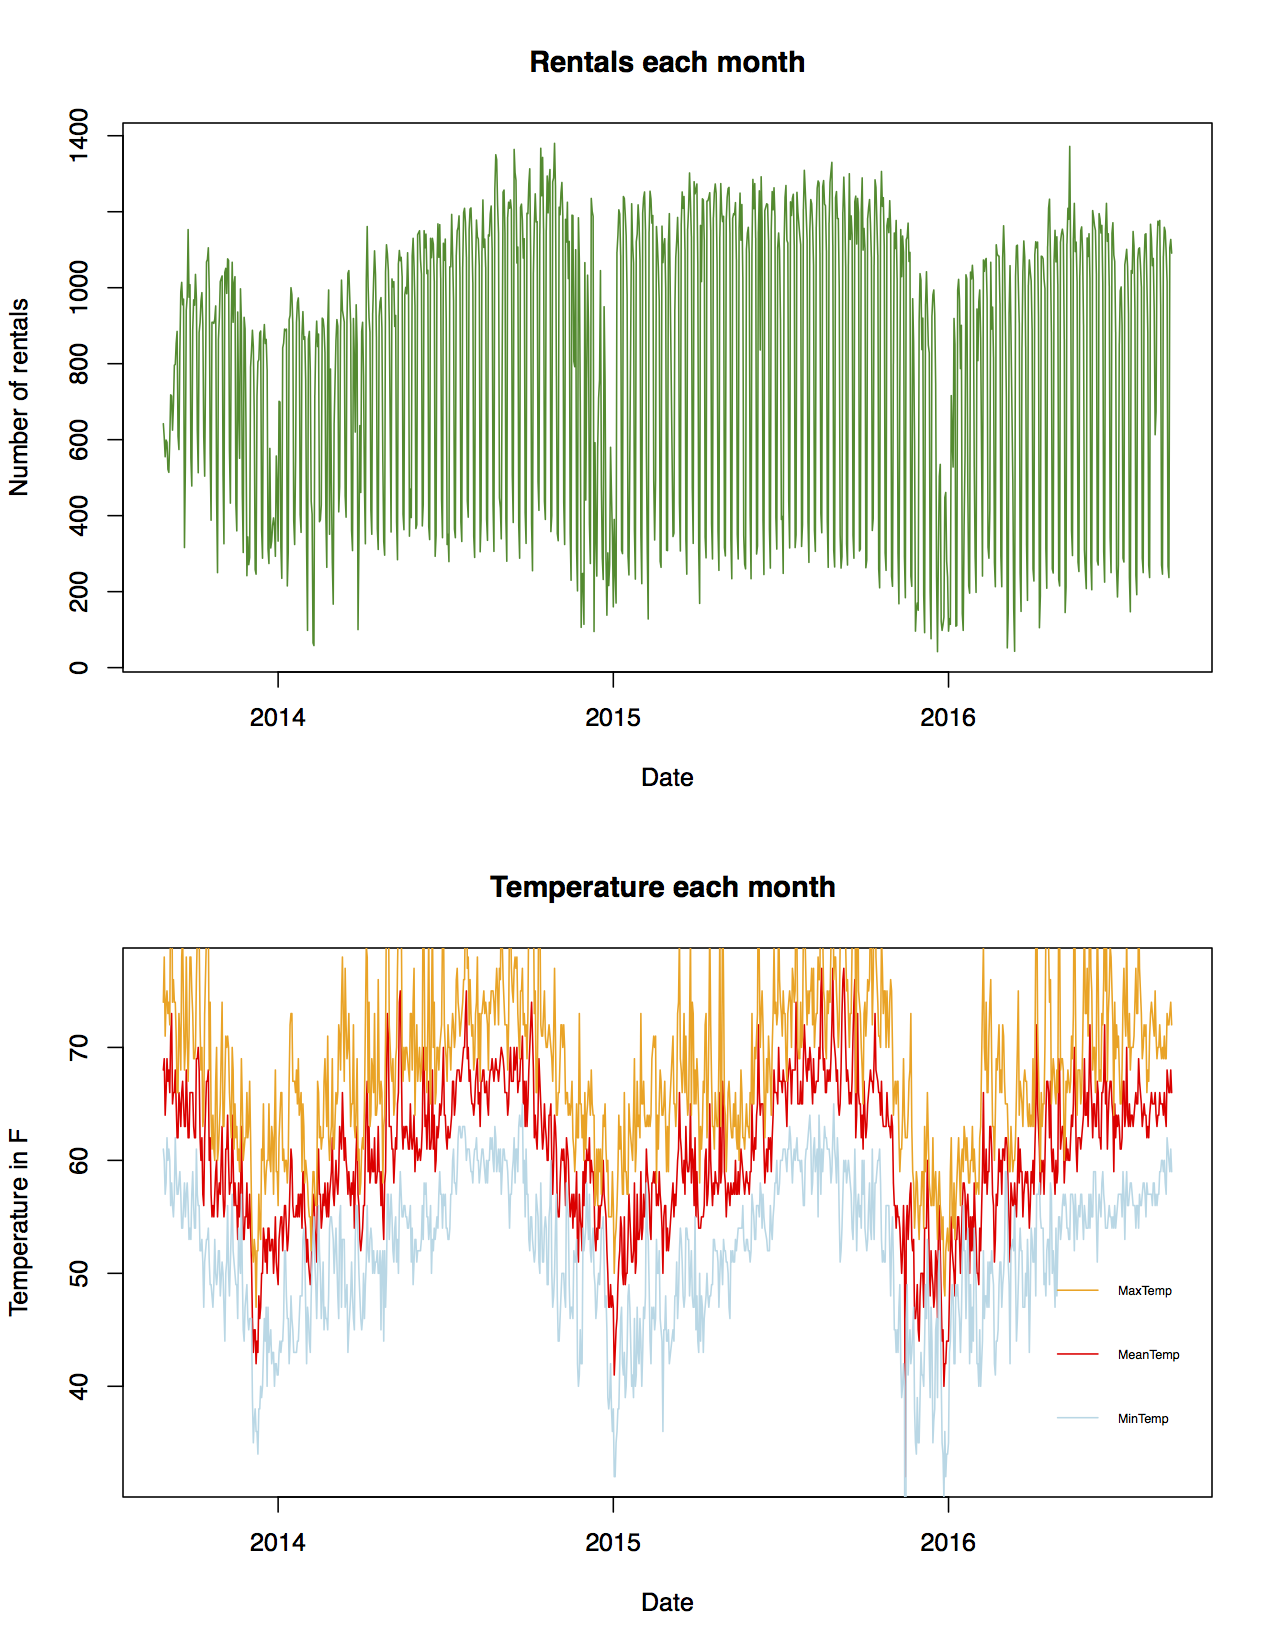 Rentals each month
Number of rentals
1400
1000
800
600
400
200
0
2014 2015 2016
Date
Temperature each month
Temperature in F
70
60
50
40
MaxTemp
MeanTemp
MinTemp
2014 2015 2016
Date